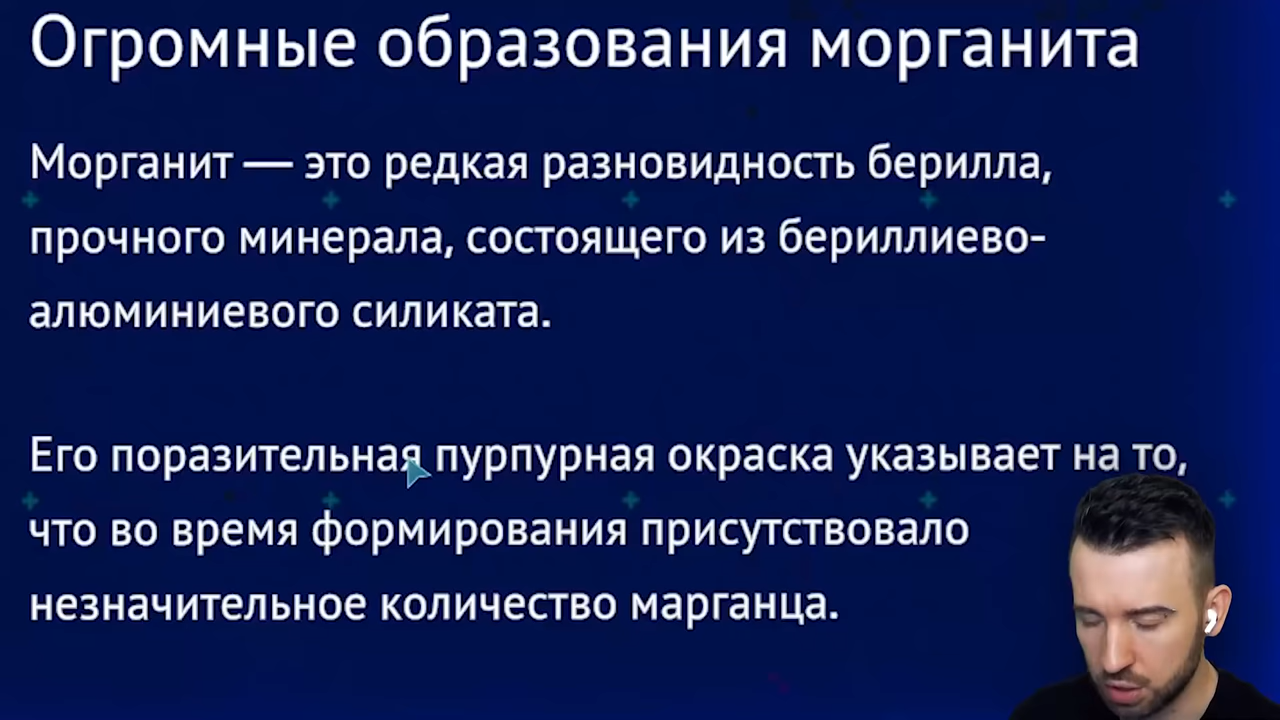 Огромные образования морганита
Морганит — это редкая разновидность берилла,
прочного минерала, состоящего из бериллиево-
алюминиевого силиката.
Его поразительная пурпурная окраска указывает на то,
что во время формирования присутствовало
незначительное количество марганца.